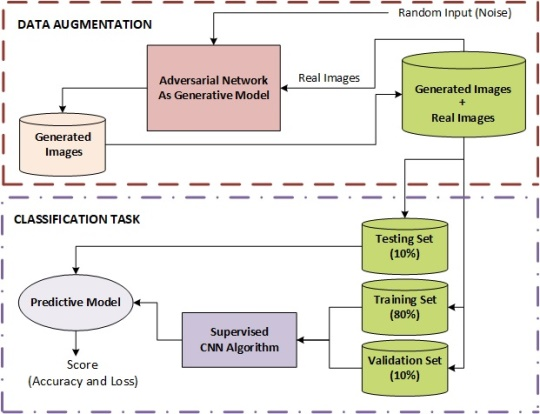 DATA AUGMENTATION
Random Input (Noise)
Adversarial Network
As Generative Model
Real Images
Generated Images
+
Real Images
Generated
Images
CLASSIFICATION TASK
Testing Set
(10%)
Predictive Model
Training Set
(80%)
Supervised
CNN Algorithm
Validation Set
(10%)
Score
(Accuracy and Loss)